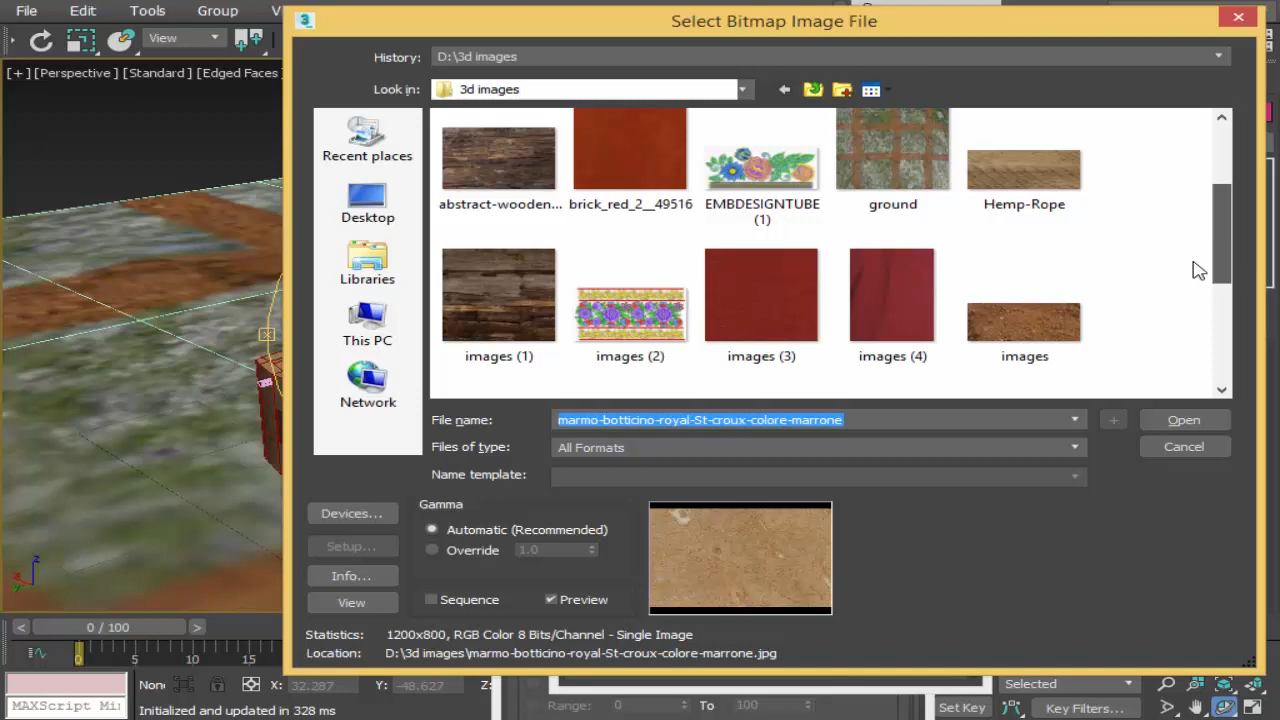 File Edit Tools Group V
Select Bitmap Image File
View
[+] [Perspective] [Standard] [Edged Faces]
History: D:\3d images
Look in: 3d images
Recent places
Desktop
Libraries
This PC
Network
abstract-wooden... brick_red_2__49516 EMBDESIGNTUBE (1) ground Hemp-Rope
images (1) images (2) images (3) images (4) images
File name: marmo-botticino-royal-St-croux-colore-marrone + Open
Files of type: All Formats Cancel
Name template:
Devices...
Setup...
Info...
View
Gamma
Automatic (Recommended)
Override 1.0
Sequence Preview
Statistics: 1200x800, RGB Color 8 Bits/Channel - Single Image
Location: D:\3d images\marmo-botticino-royal-St-croux-colore-marrone.jpg
z
< 0 / 100 >
0 5 10 15
None X: 32.287 Y: -48.627 Z:
MAXScript Mi
Initialized and updated in 328 ms
Range: 0 To 100
Selected
Set Key Key Filters...